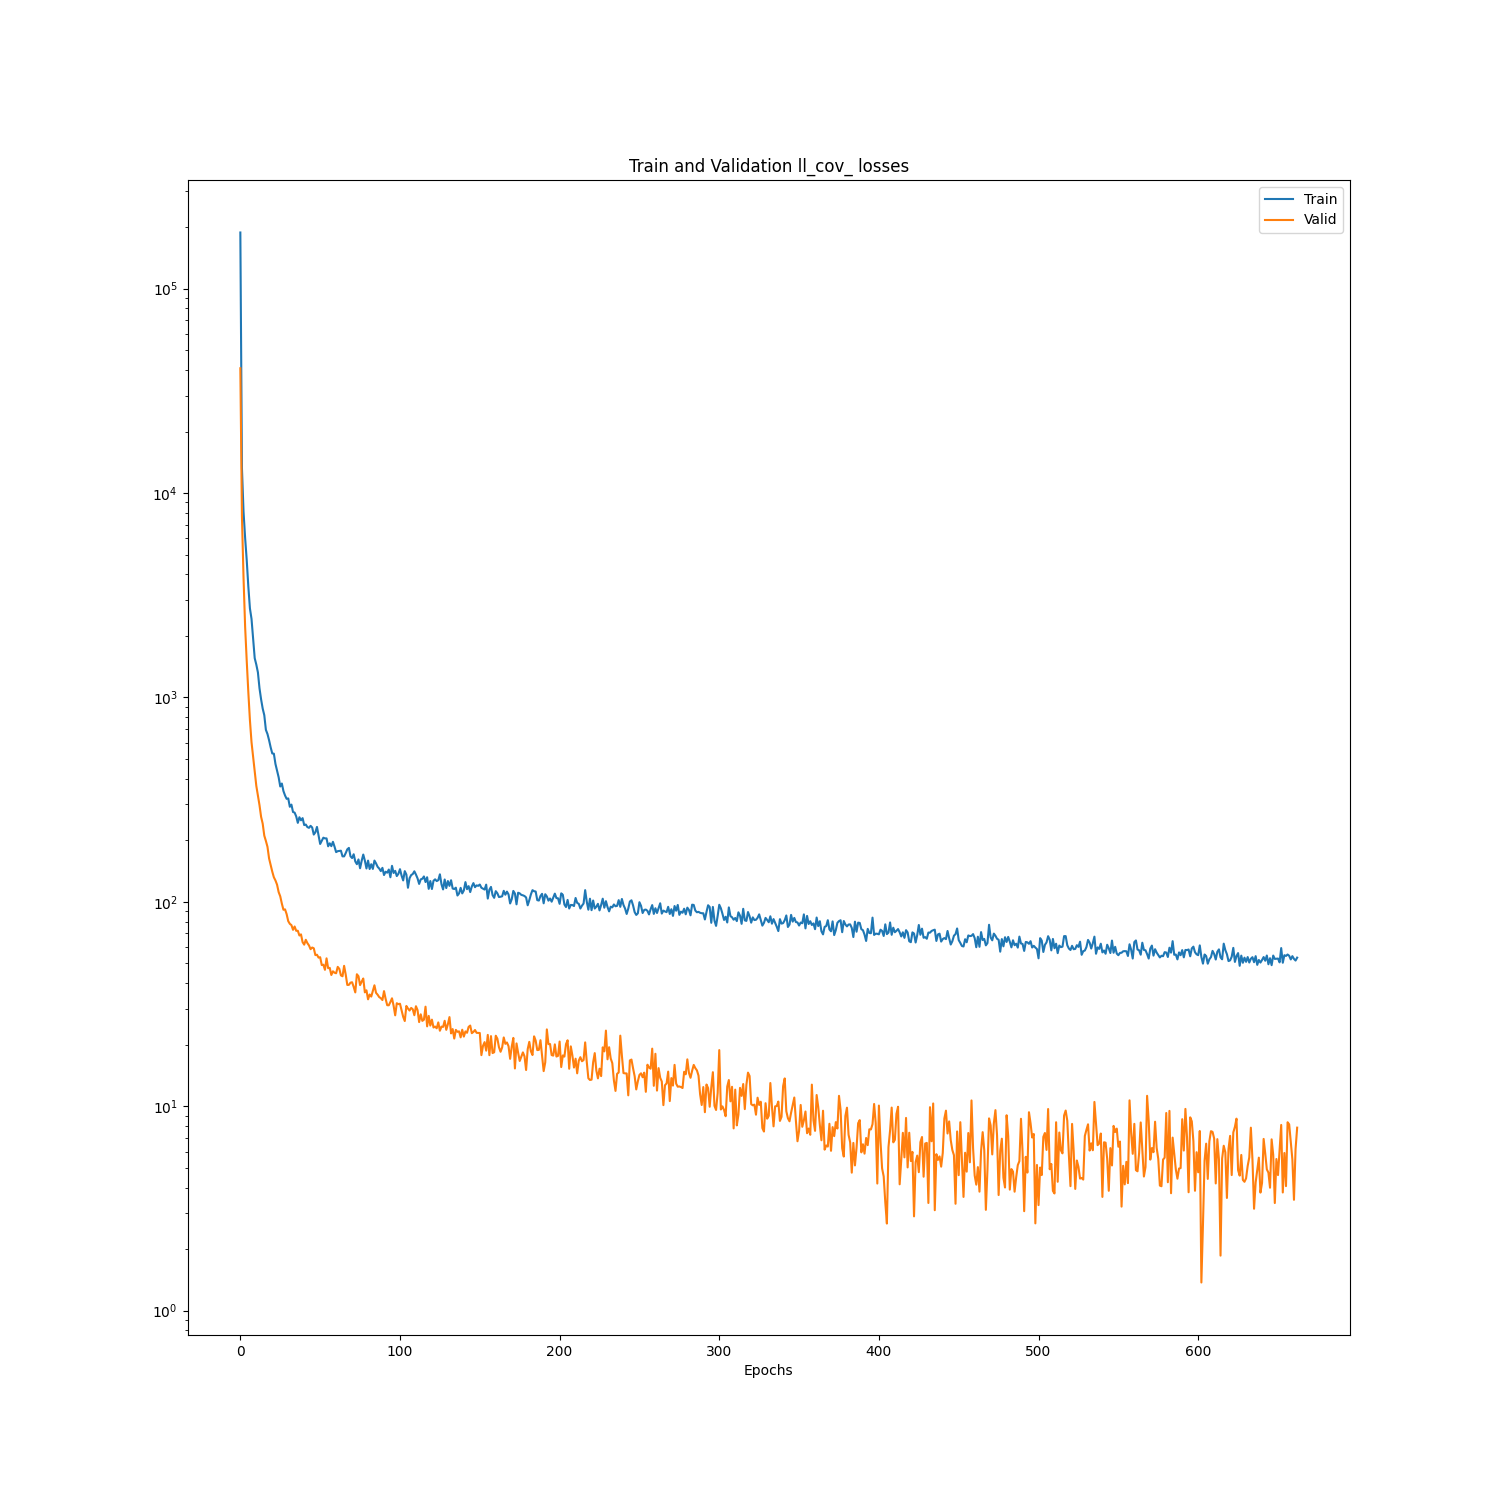 Train and Validation ll_cov_ losses
Train
Valid
10⁵
10⁴
10³
10²
10¹
10⁰
0 100 200 300 400 500 600
Epochs